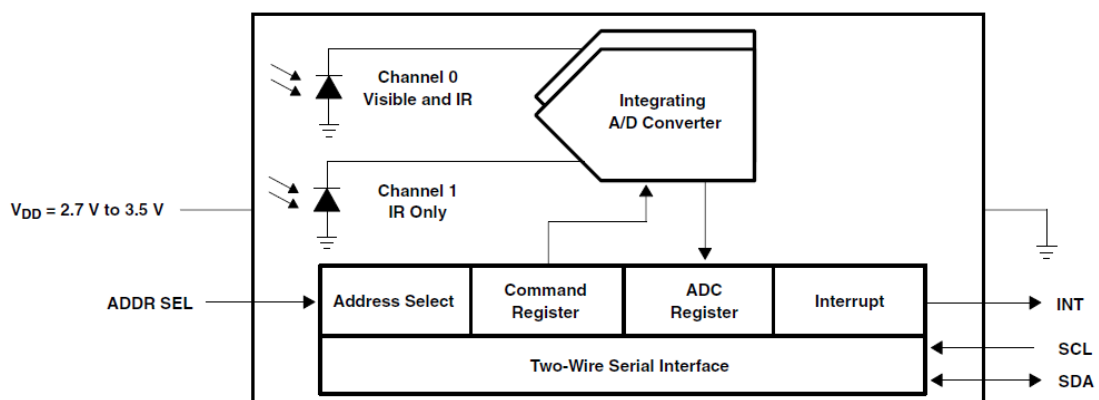 Channel 0
Visible and IR
Integrating
A/D Converter
Channel 1
IR Only
VDD = 2.7 V to 3.5 V
ADDR SEL
Address Select
Command
Register
ADC
Register
Interrupt
INT
Two-Wire Serial Interface
SCL
SDA